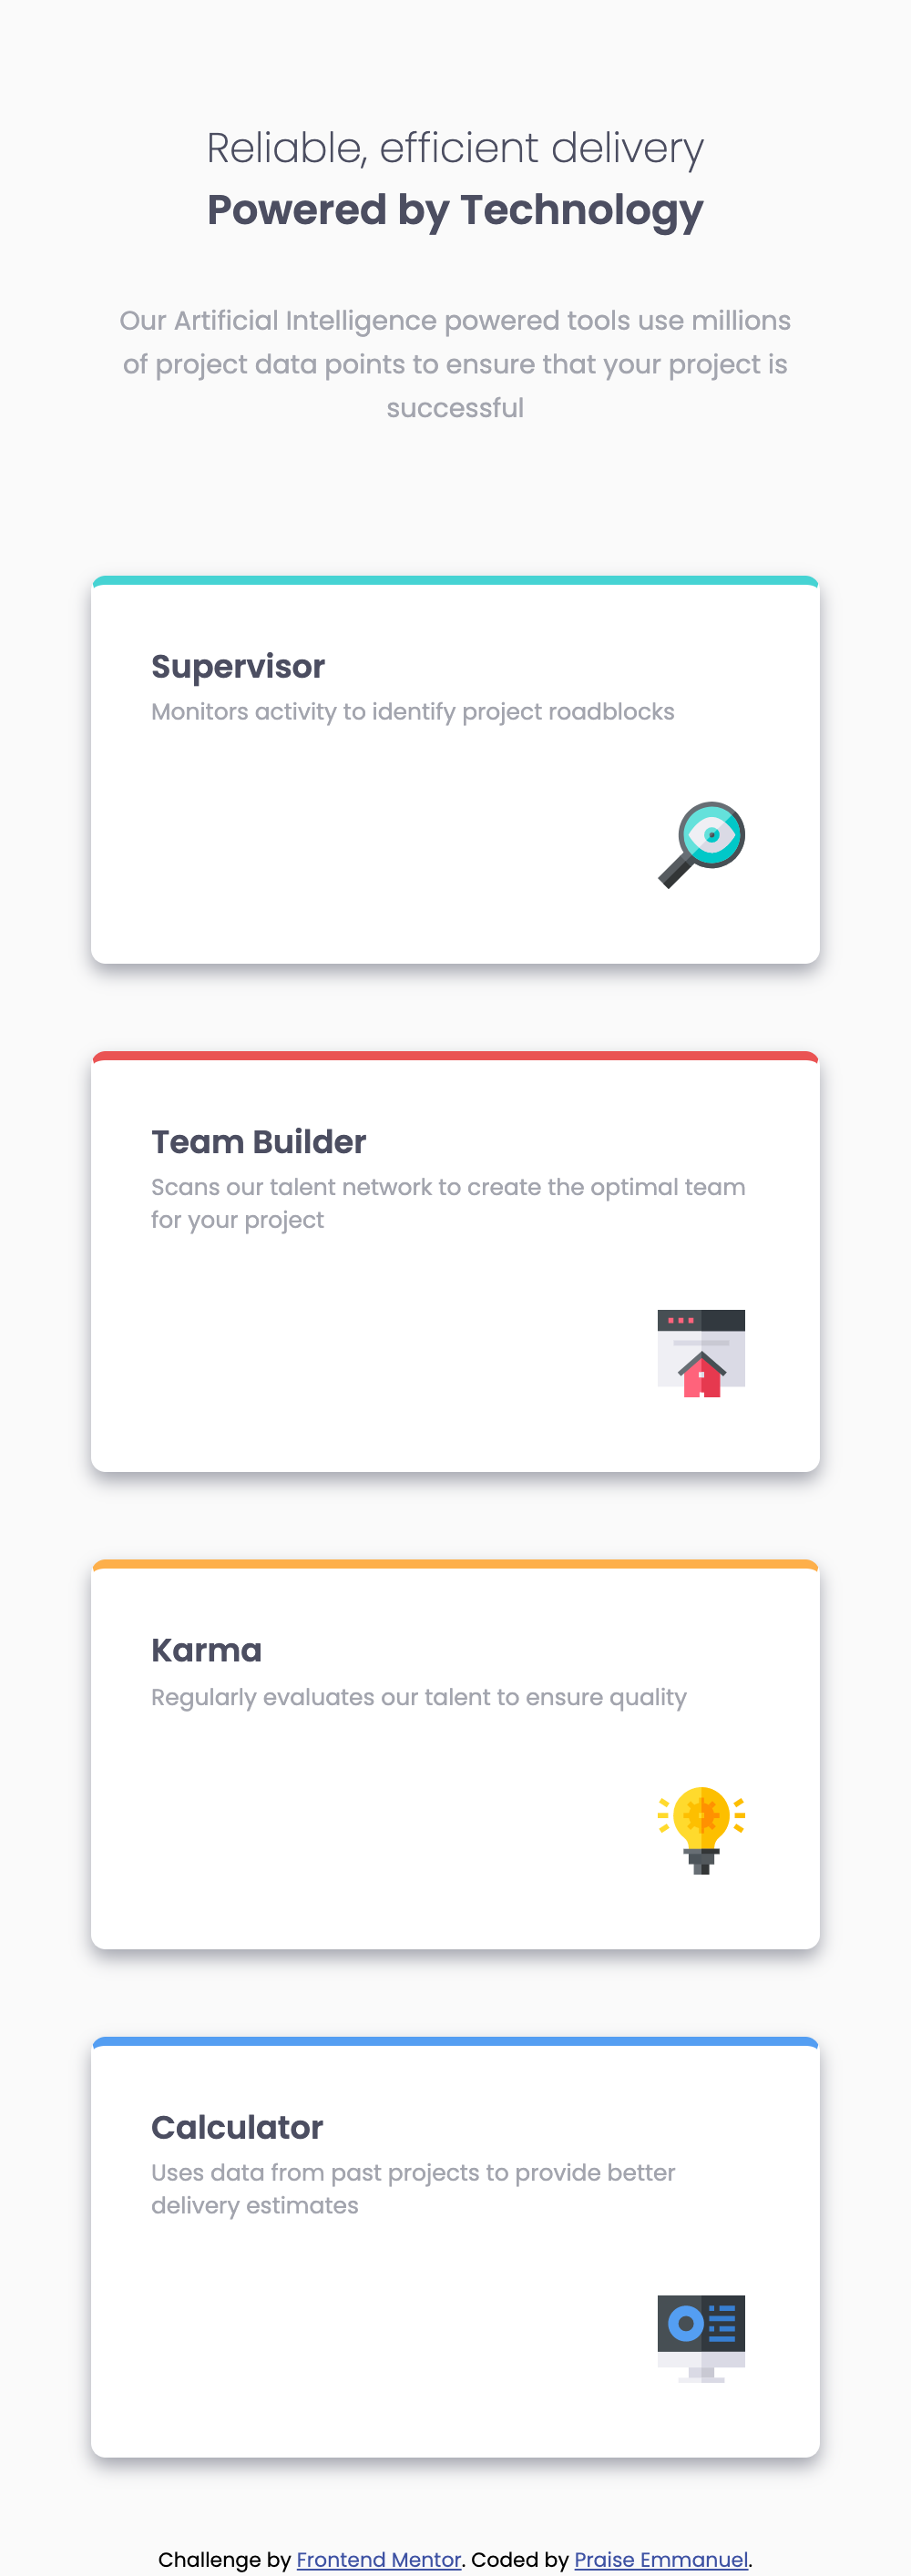 Reliable, efficient delivery
Powered by Technology
Our Artificial Intelligence powered tools use millions
of project data points to ensure that your project is
successful
Supervisor
Monitors activity to identify project roadblocks
Team Builder
Scans our talent network to create the optimal team
for your project
Karma
Regularly evaluates our talent to ensure quality
Calculator
Uses data from past projects to provide better
delivery estimates
Challenge by Frontend Mentor. Coded by Praise Emmanuel.